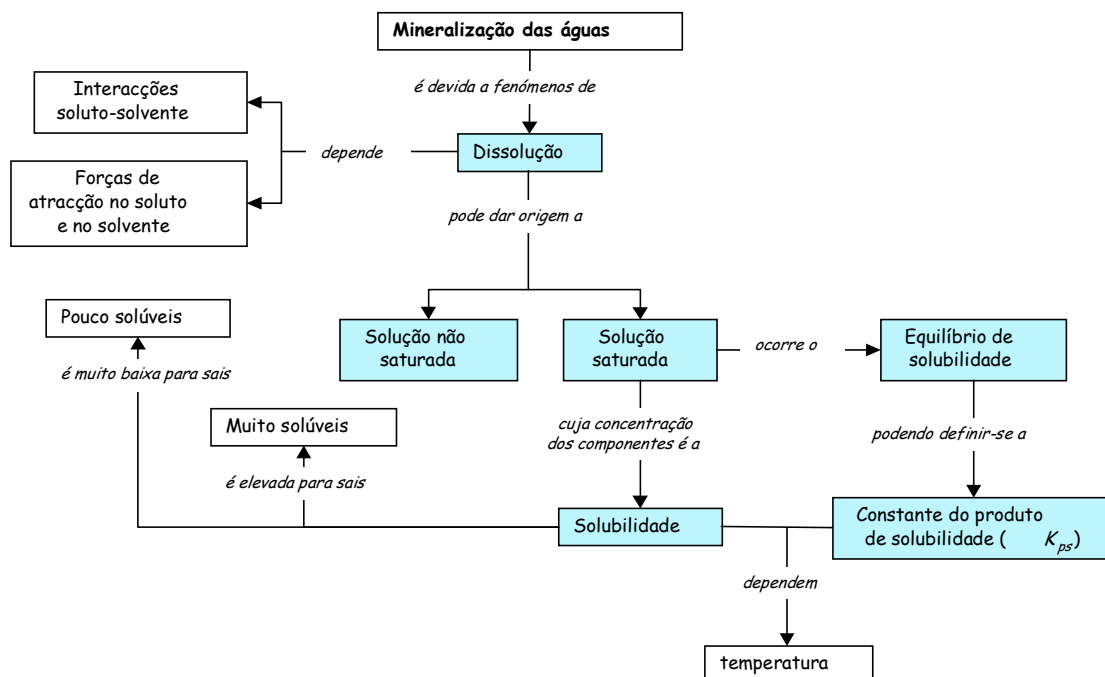 Mineralização das águas
é devida a fenómenos de
Interacções
soluto-solvente
depende
Dissolução
Forças de
atracção no soluto
e no solvente
pode dar origem a
Pouco solúveis
é muito baixa para sais
Solução não
saturada
Solução
saturada
ocorre o
Equilíbrio de
solubilidade
Muito solúveis
é elevada para sais
cuja concentração
dos componentes é a
podendo definir-se a
Solubilidade
Constante do produto
de solubilidade ( Kps)
dependem
temperatura